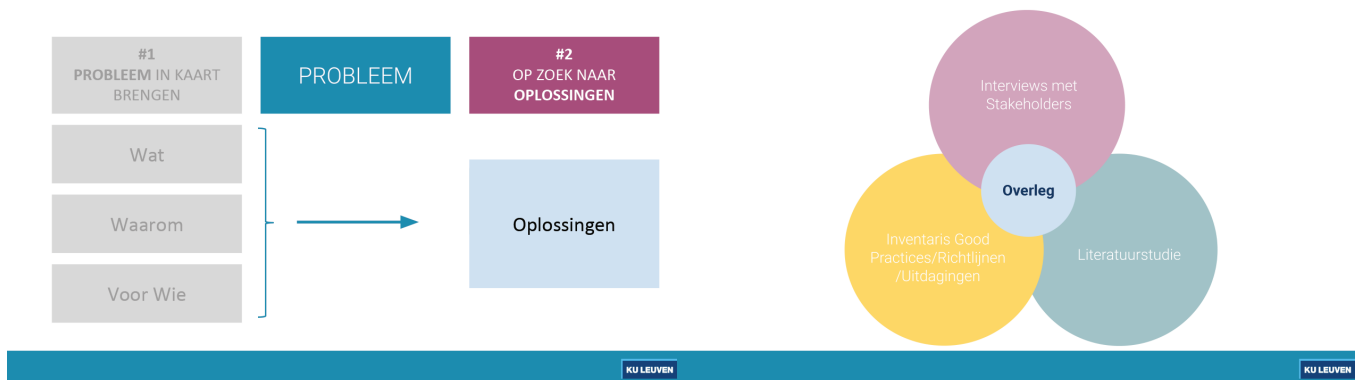 #1
PROBLEEM IN KAART
BRENGEN
PROBLEEM
#2
OP ZOEK NAAR
OPLOSSINGEN
Wat
Waarom
Voor Wie
Oplossingen
KU LEUVEN
Interviews met
Stakeholders
Overleg
Inventaris Good
Practices/Richtlijnen
/Uitdagingen
Literatuurstudie
KU LEUVEN